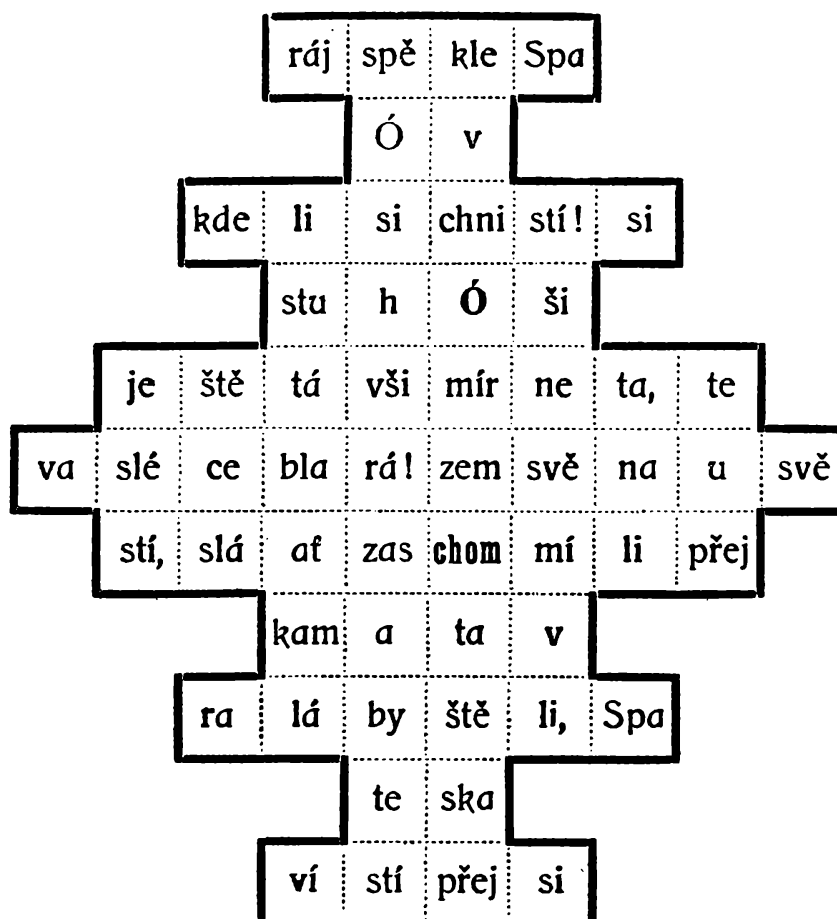 ráj spě kle Spa
Ó v
kde li si chni stí! si
stu h Ó ši
je ště tá vši mír ne ta, te
va slé ce bla rá! zem svě na u svě
stí, slá ať zas chom mí li přej
kam a ta v
ra lá by ště li, Spa
te ska
ví stí přej si